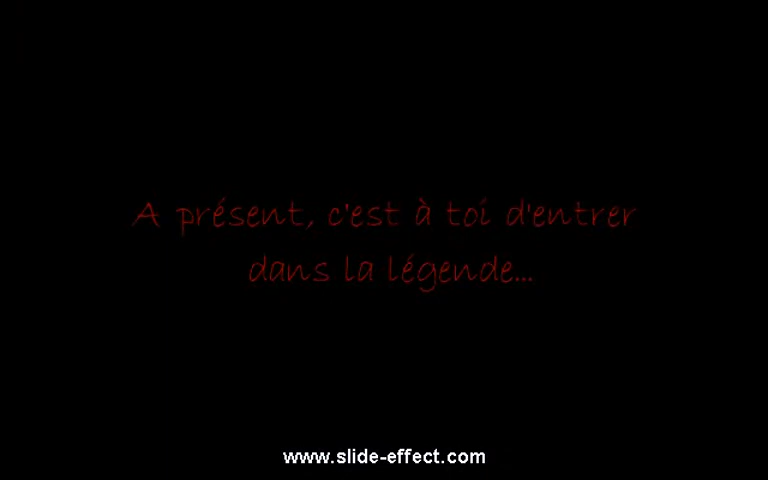 A présent, c'est à toi d'entrer
dans la légende...
www.slide-effect.com